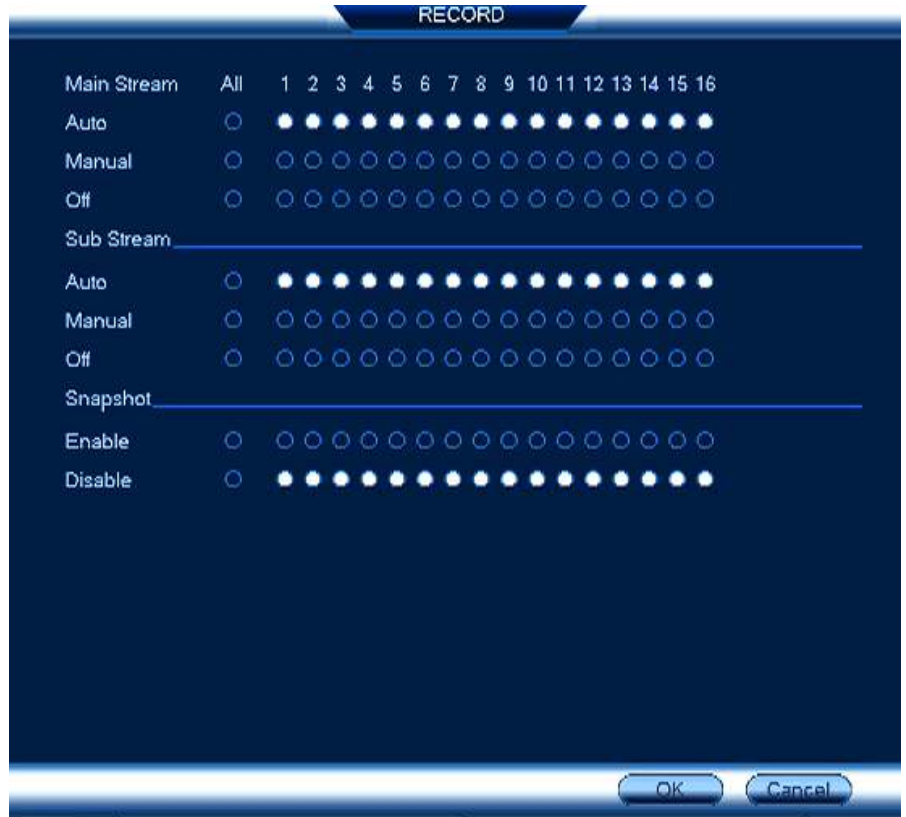 RECORD
Main Stream All 1 2 3 4 5 6 7 8 9 10 11 12 13 14 15 16
Auto
Manual
Off
Sub Stream
Auto
Manual
Off
Snapshot
Enable
Disable
OK Cancel